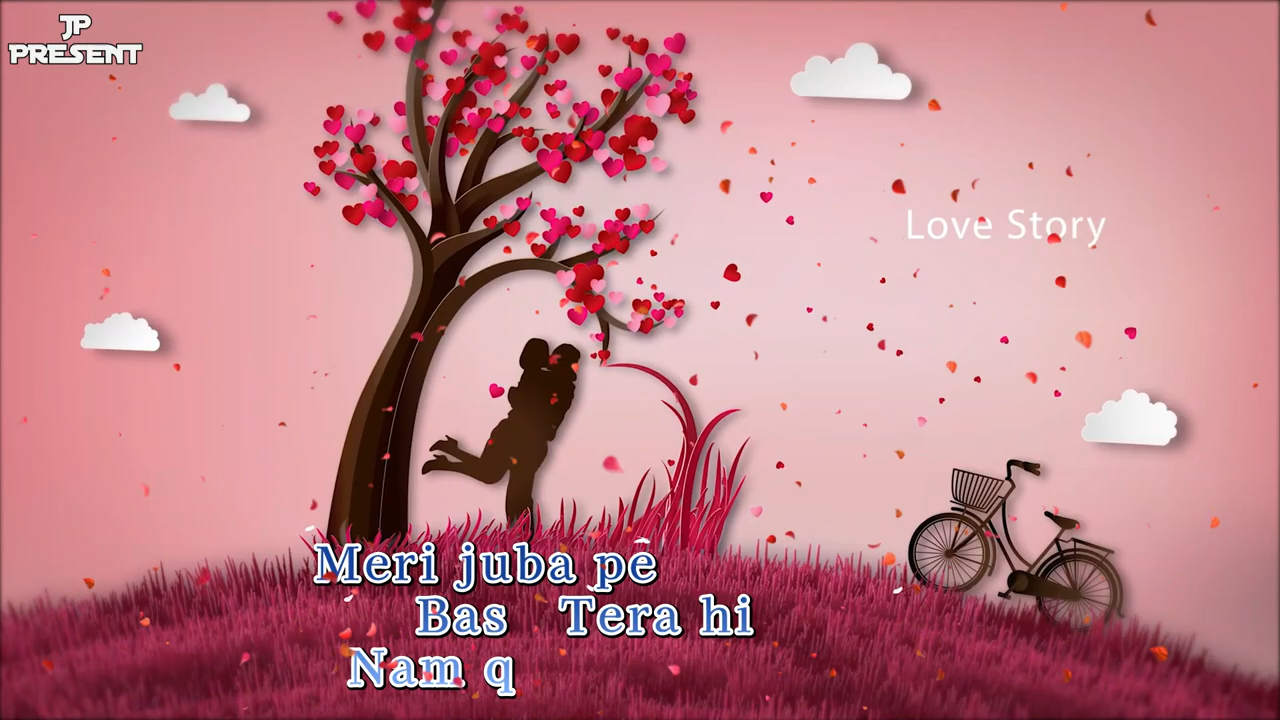 JP
PRESENT
Love Story
Meri juba pe
Bas Tera hi
Nam q